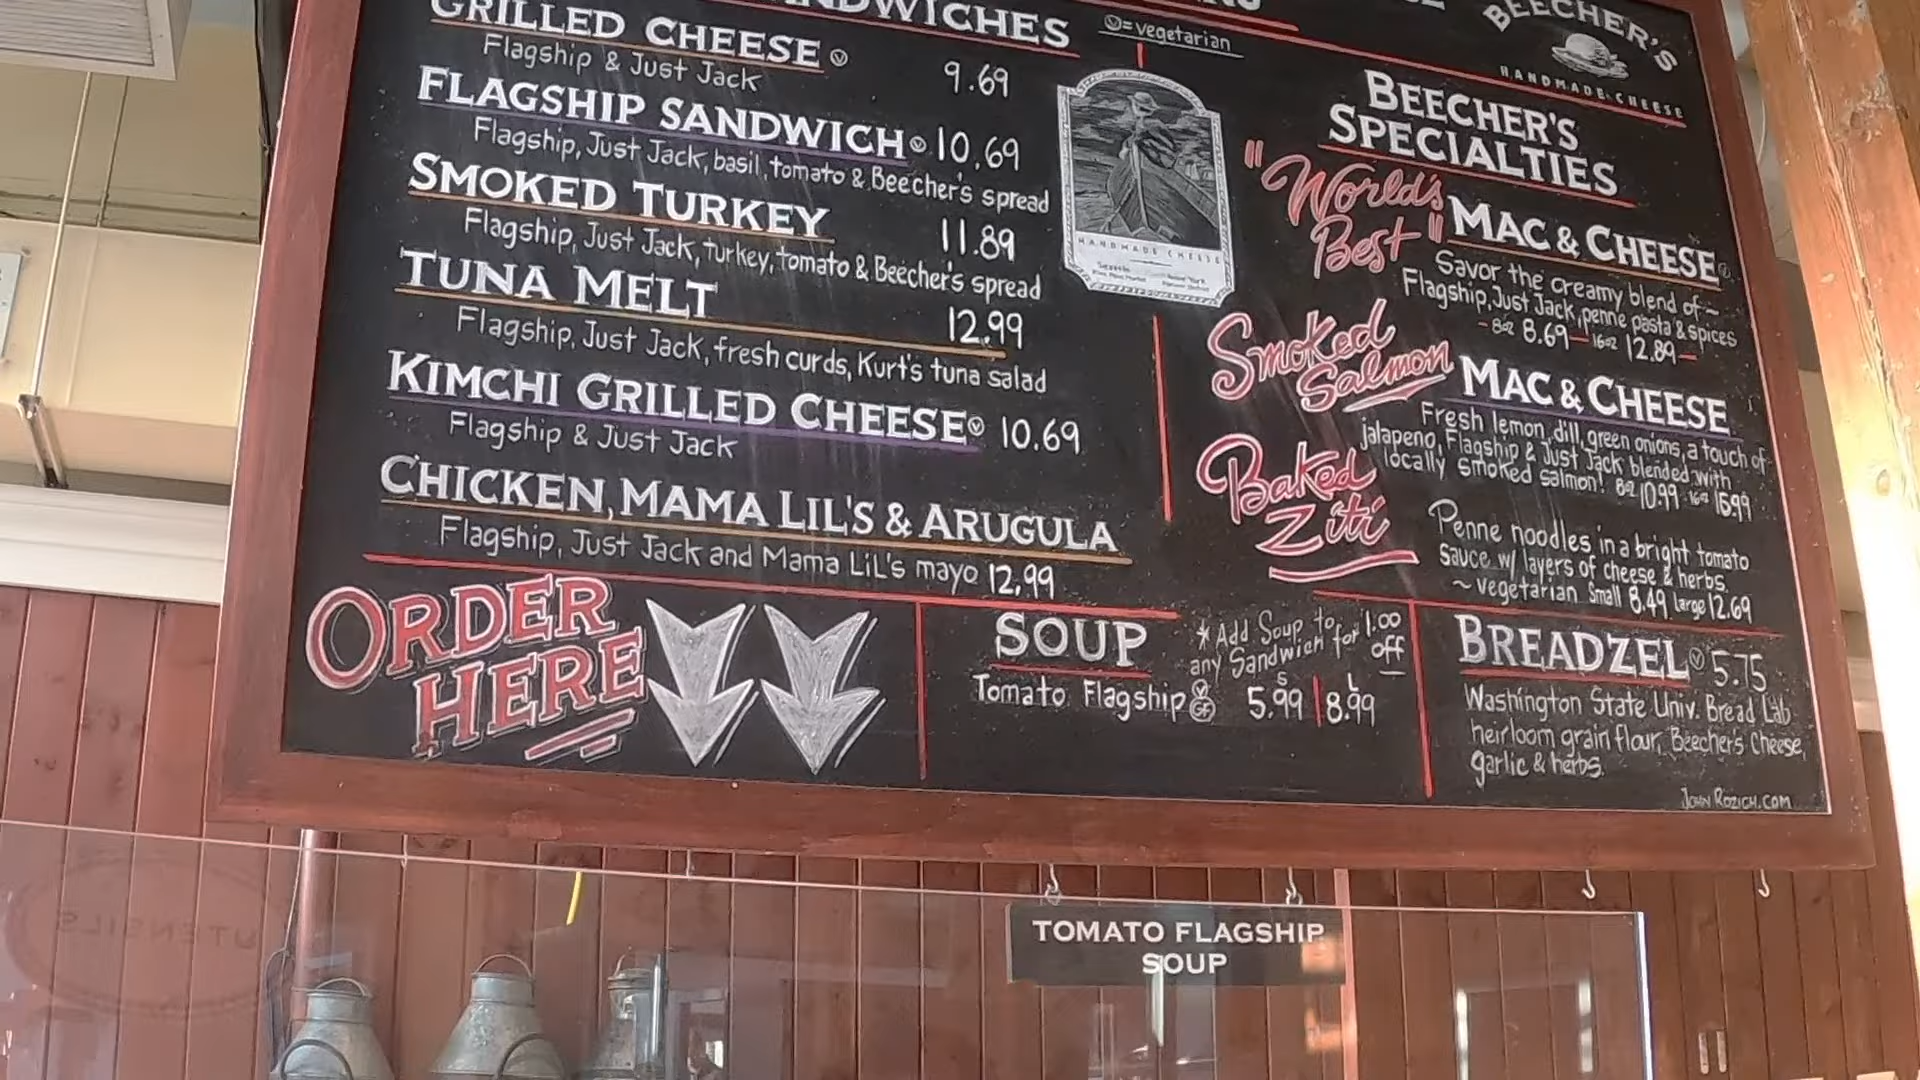 GRILLED CHEESE Ⓥ 9.69
Flagship & Just Jack
FLAGSHIP SANDWICH Ⓥ 10.69
Flagship, Just Jack, basil, tomato & Beecher's spread
SMOKED TURKEY 11.89
Flagship, Just Jack, turkey, tomato & Beecher's spread
TUNA MELT 12.99
Flagship, Just Jack, fresh curds, Kurt's tuna salad
KIMCHI GRILLED CHEESE Ⓥ 10.69
Flagship & Just Jack
CHICKEN, MAMA LIL'S & ARUGULA
Flagship, Just Jack and Mama LiL's mayo 12.99
ORDER
HERE
Ⓥ=vegetarian
HANDMADE CHEESE
BEECHER'S
HANDMADE CHEESE
BEECHER'S
SPECIALTIES
"World's
Best" MAC & CHEESE Ⓥ
Savor the creamy blend of~
Flagship, Just Jack, penne pasta & spices
-8oz 8.69-16oz 12.89-
Smoked
Salmon MAC & CHEESE
Fresh lemon, dill, green onions, a touch of
jalapeno, Flagship & Just Jack blended with
locally smoked salmon! 8oz 10.99 16oz 16.99
Baked
Ziti
Penne noodles in a bright tomato
sauce w/ layers of cheese & herbs.
~vegetarian Small 8.49 Large 12.69
SOUP
*Add Soup to
any Sandwich for 1.00
off
Tomato Flagship Ⓥ GF S 5.99 | L 8.99
BREADZEL Ⓥ 5.75
Washington State Univ. Bread Lab
heirloom grain flour, Beecher's cheese,
garlic & herbs.
JOHN ROZICH.COM
TOMATO FLAGSHIP
SOUP
UTENSILS